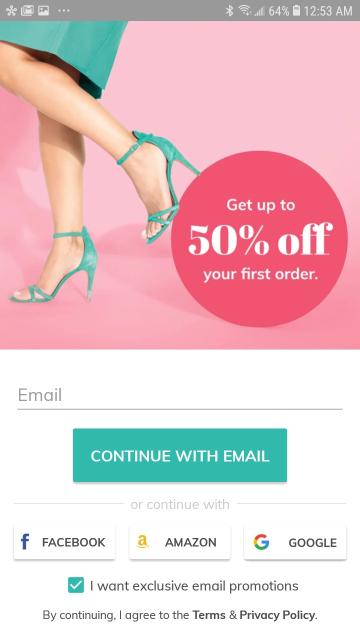 64% 12:53 AM
Get up to
50% off
your first order.
Email
CONTINUE WITH EMAIL
or continue with
FACEBOOK
AMAZON
GOOGLE
I want exclusive email promotions
By continuing, I agree to the Terms & Privacy Policy.